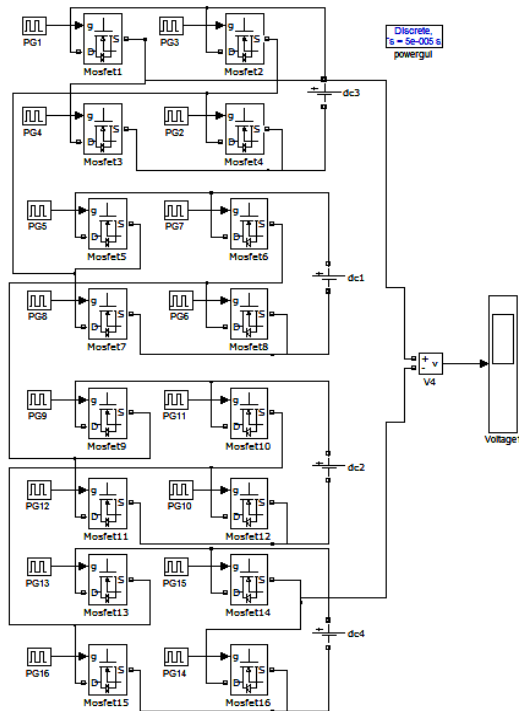 g
S
D
PG1
Mosfet1
g
S
D
PG3
Mosfet2
Discrete,
s = 5e-005 s
powergui
dc3
g
S
D
PG4
Mosfet3
g
S
D
PG2
Mosfet4
g
S
D
PG5
Mosfet5
g
S
D
PG7
Mosfet6
dc1
g
S
D
PG8
Mosfet7
g
S
D
PG6
Mosfet8
+
-
v
V4
Voltage1
g
S
D
PG9
Mosfet9
g
S
D
PG11
Mosfet10
dc2
g
S
D
PG12
Mosfet11
g
S
D
PG10
Mosfet12
g
S
D
PG13
Mosfet13
g
S
D
PG15
Mosfet14
dc4
g
S
D
PG16
Mosfet15
g
S
D
PG14
Mosfet16